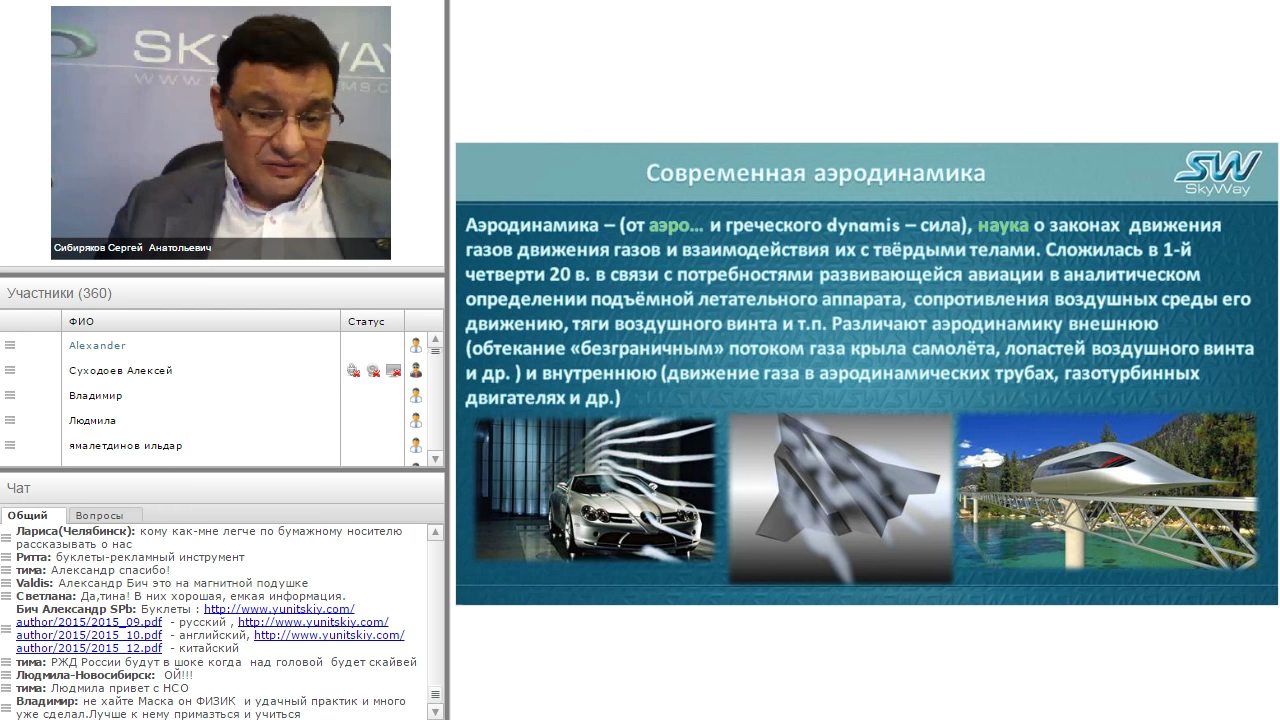 SKYWAY
Сибиряков Сергей Анатольевич
Участники (360)
ФИО
Статус
Alexander
Суходоев Алексей
Владимир
Людмила
ямалетдинов ильдар
Чат
Общий
Вопросы
Лариса(Челябинск): кому как-мне легче по бумажному носителю
рассказывать о нас
Ритта: буклеты-рекламный инструмент
тима: Александр спасибо!
Valdis: Александр Бич это на магнитной подушке
Светлана: Да,тина! В них хорошая, емкая информация.
Бич Александр SPb: Буклеты : http://www.yunitskiy.com/
author/2015/2015_09.pdf - русский , http://www.yunitskiy.com/
author/2015/2015_10.pdf - английский, http://www.yunitskiy.com/
author/2015/2015_12.pdf - китайский
тима: РЖД России будут в шоке когда над головой будет скайвей
Людмила-Новосибирск: ОЙ!!!
тима: Людмила привет с НСО
Владимир: не хайте Маска он ФИЗИК и удачный практик и много
уже сделал.Лучше к нему примазться и учиться
Современная аэродинамика
SW
SkyWay
Аэродинамика – (от аэро... и греческого dynamis – сила), наука о законах движения
газов движения газов и взаимодействия их с твёрдыми телами. Сложилась в 1-й
четверти 20 в. в связи с потребностями развивающейся авиации в аналитическом
определении подъёмной летательного аппарата, сопротивления воздушных среды его
движению, тяги воздушного винта и т.п. Различают аэродинамику внешнюю
(обтекание «безграничным» потоком газа крыла самолёта, лопастей воздушного винта
и др. ) и внутреннюю (движение газа в аэродинамических трубах, газотурбинных
двигателях и др.)